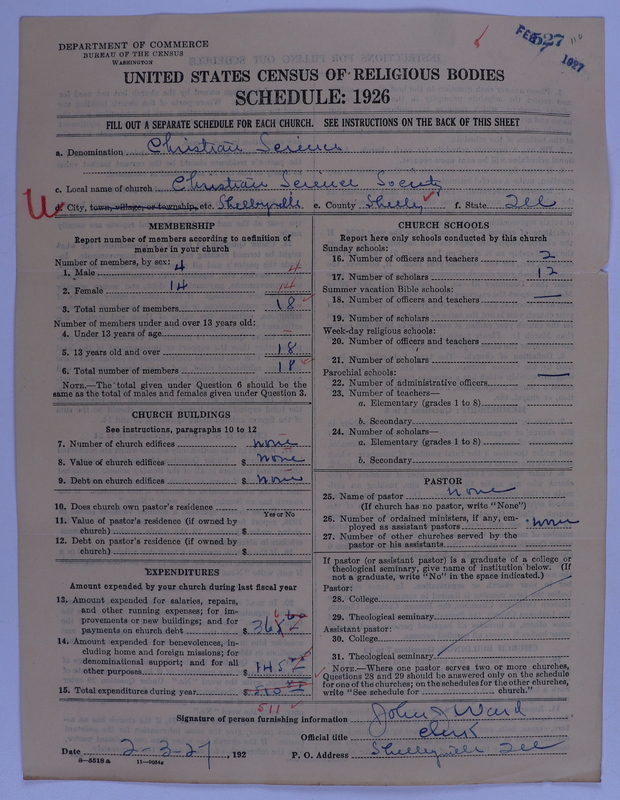 DEPARTMENT OF COMMERCE
BUREAU OF THE CENSUS
WASHINGTON
FEB 5 27 1927
UNITED STATES CENSUS OF RELIGIOUS BODIES
SCHEDULE: 1926
FILL OUT A SEPARATE SCHEDULE FOR EACH CHURCH. SEE INSTRUCTIONS ON THE BACK OF THIS SHEET
a. Denomination Christian Science
c. Local name of church Christian Science Society
U
d. City, town, village, or township, etc. Shelbyville e. County Shelby f. State Ill
MEMBERSHIP
Report number of members according to definition of
member in your church
Number of members, by sex:
1. Male 4 4
2. Female 14 14
3. Total number of members 18
Number of members under and over 13 years old:
4. Under 13 years of age
5. 13 years old and over 18
6. Total number of members 18
NOTE.—The total given under Question 6 should be
same as the total of males and females given under Question 3.
CHURCH BUILDINGS
See instructions, paragraphs 10 to 12
7. Number of church edifices none
8. Value of church edifices $ none
9. Debt on church edifices $ none
10. Does church own pastor's residence
Yes or No
11. Value of pastor's residence (if owned by
church) $
12. Debt on pastor's residence (if owned by
church) $
EXPENDITURES
Amount expended by your church during last fiscal year
13. Amount expended for salaries, repairs,
and other running expenses; for im-
provements or new buildings; and for
payments on church debt $
14. Amount expended for benevolences, in-
cluding home and foreign missions; for
denominational support; and for all
other purposes $ 145
15. Total expenditures during year $
511
CHURCH SCHOOLS
Report here only schools conducted by this church
Sunday schools:
16. Number of officers and teachers 2
17. Number of scholars 12
Summer vacation Bible schools:
18. Number of officers and teachers —
19. Number of scholars
Week-day religious schools:
20. Number of officers and teachers
21. Number of scholars
Parochial schools: —
22. Number of administrative officers
23. Number of teachers—
a. Elementary (grades 1 to 8)
b. Secondary
24. Number of scholars—
a. Elementary (grades 1 to 8)
b. Secondary
PASTOR
25. Name of pastor none
(If church has no pastor, write "None")
26. Number of ordained ministers, if any, em-
ployed as assistant pastors none
27. Number of other churches served by the
pastor or his assistants
If pastor (or assistant pastor) is a graduate of a college or
theological seminary, give name of institution below. (If
not a graduate, write "No" in the space indicated.)
Pastor:
28. College
29. Theological seminary
Assistant pastor:
30. College
31. Theological seminary
NOTE.—Where one pastor serves two or more churches,
Questions 28 and 29 should be answered only on the schedule
for one of the churches; on the schedules for the other churches,
write "See schedule for church."
Signature of person furnishing information John J Ward
Official title Clerk
Date 2-3-27, 192 P. O. Address Shelbyville Ill
8—5518a 11—9034a